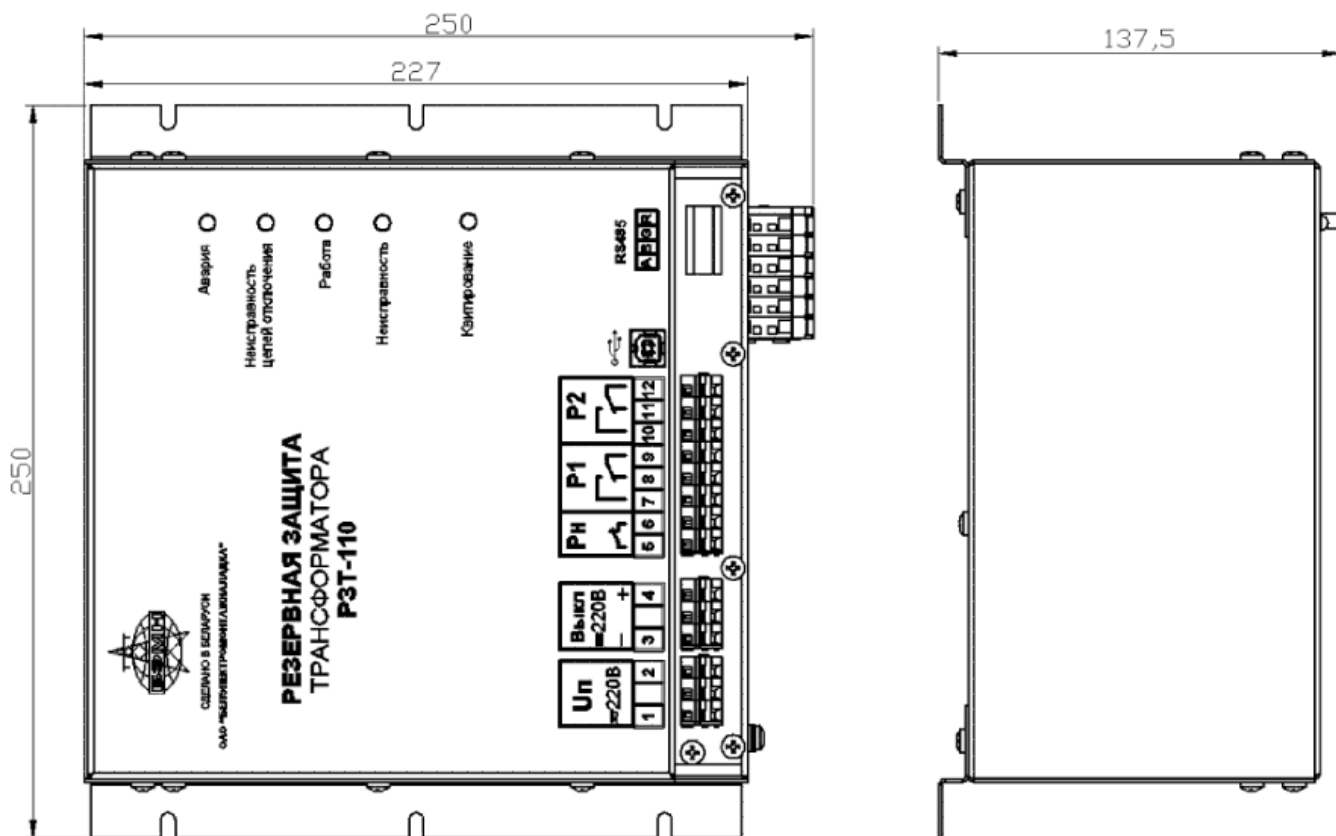 250
227
137,5
250
Авария
Неисправность
цепей отключения
Работа
Неисправность
Квитирование
RS485
A B G R
P2
10 11 12
P1
7 8 9
PН
5 6
Выкл
=220В
− +
3 4
Uп
≂220В
1 2
РЕЗЕРВНАЯ ЗАЩИТА
ТРАНСФОРМАТОРА
РЗТ-110
БЭМН
СДЕЛАНО В БЕЛАРУСИ
ОАО "БЕЛЭЛЕКТРОМОНТАЖНАЛАДКА"